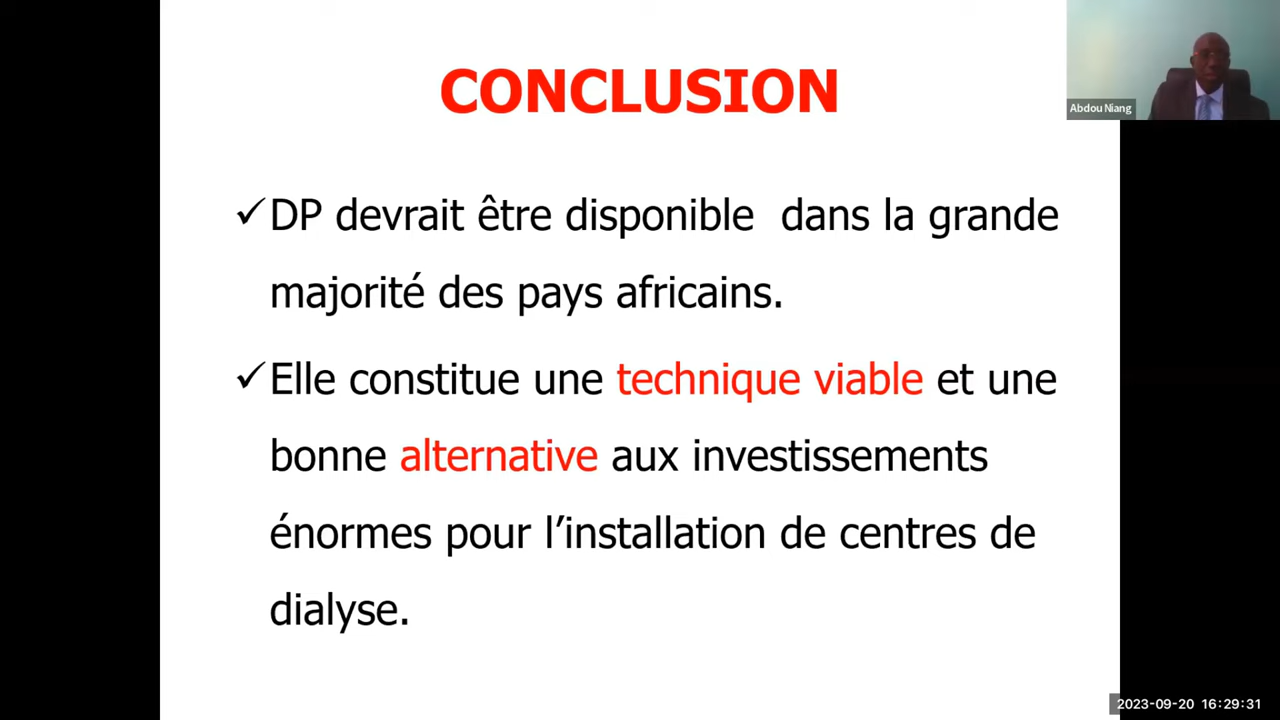 CONCLUSION
Abdou Niang
✓DP devrait être disponible dans la grande
majorité des pays africains.
✓Elle constitue une technique viable et une
bonne alternative aux investissements
énormes pour l’installation de centres de
dialyse.
2023-09-20 16:29:31